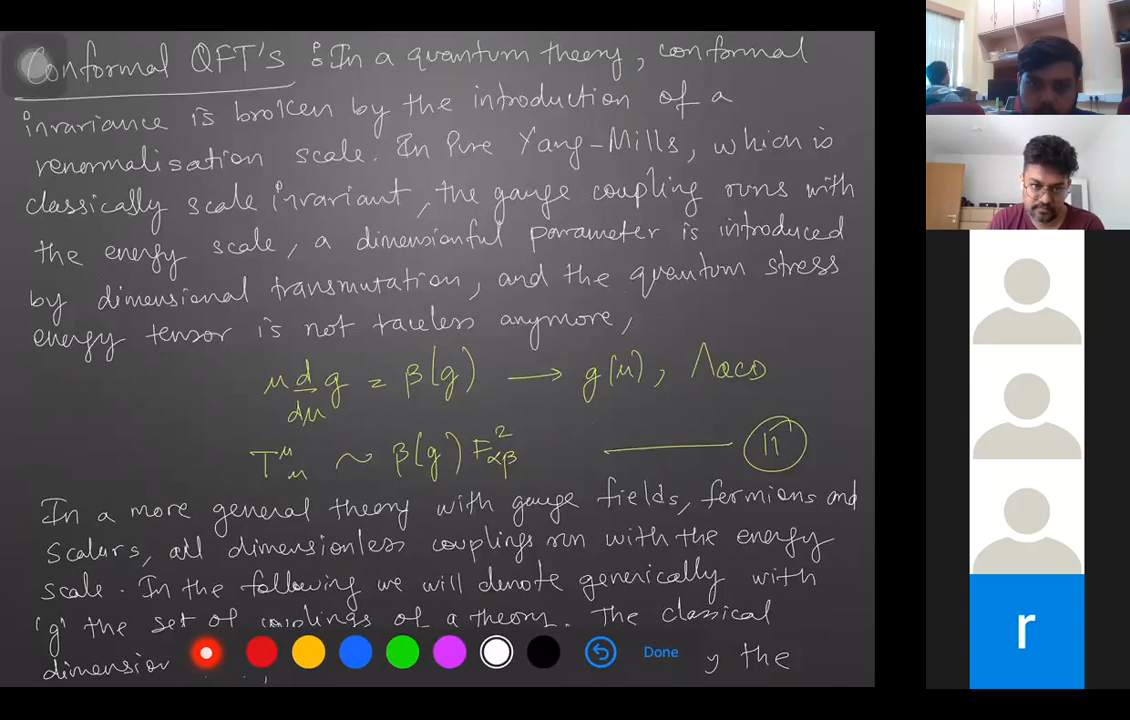 Conformal QFT's : In a quantum theory, conformal
invariance is broken by the introduction of a
renormalisation scale. In Pure Yang-Mills, which is
classically scale invariant, the gauge coupling runs with
the energy scale, a dimensionful parameter is introduced
by dimensional transmutation, and the quantum stress
energy tensor is not traceless anymore,
μ d/dμ g = β(g) → g(μ), Λ_QCD
T^μ_μ ~ β(g) F^2_αβ
In a more general theory with gauge fields, fermions and
scalars, all dimensionless couplings run with the energy
scale. In the following we will denote generically with
'g' the set of couplings of a theory. The classical
dimension y the
Done
r